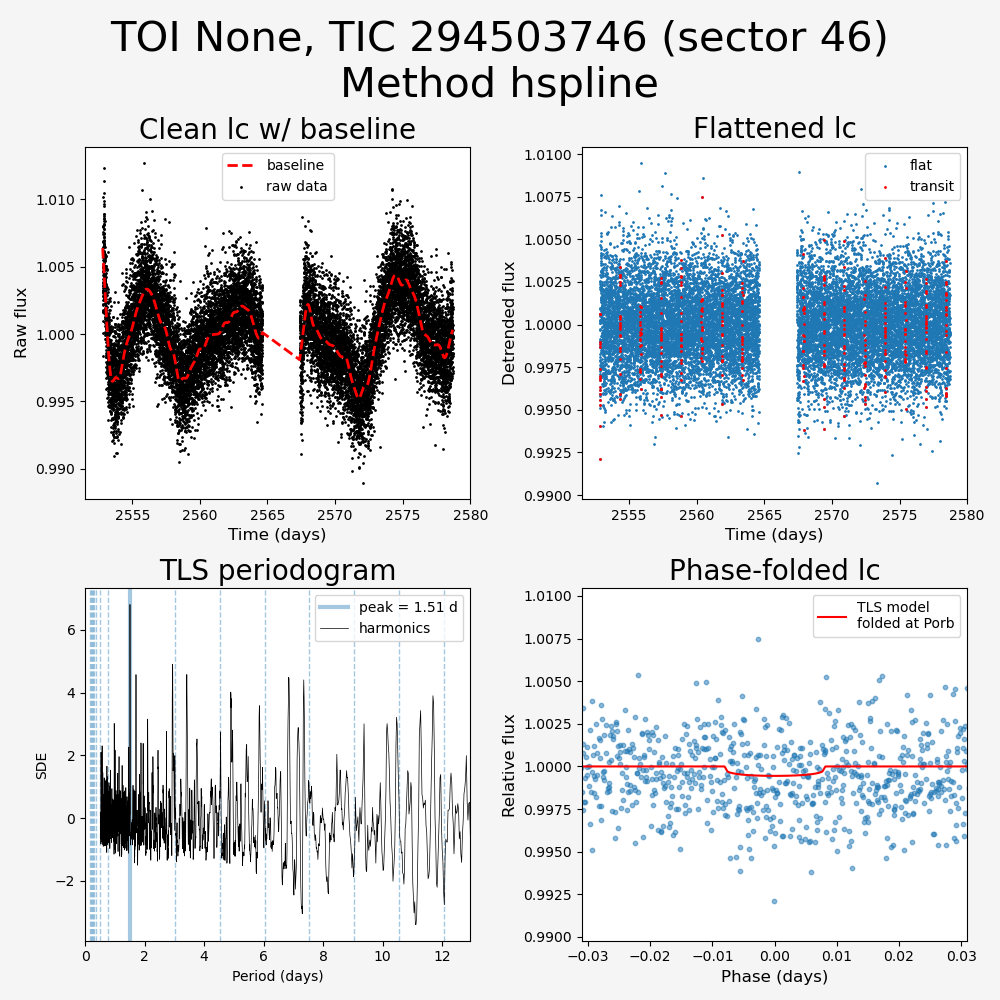 TOI None, TIC 294503746 (sector 46)
Method hspline
Clean lc w/ baseline
Flattened lc
baseline
raw data
flat
transit
Raw flux
1.010
1.005
1.000
0.995
0.990
2555 2560 2565 2570 2575 2580
Time (days)
Detrended flux
1.0100
1.0075
1.0050
1.0025
1.0000
0.9975
0.9950
0.9925
0.9900
2555 2560 2565 2570 2575 2580
Time (days)
TLS periodogram
Phase-folded lc
peak = 1.51 d
harmonics
SDE
6
4
2
0
−2
0 2 4 6 8 10 12
Period (days)
TLS model
folded at Porb
Relative flux
1.0100
1.0075
1.0050
1.0025
1.0000
0.9975
0.9950
0.9925
0.9900
−0.03 −0.02 −0.01 0.00 0.01 0.02 0.03
Phase (days)